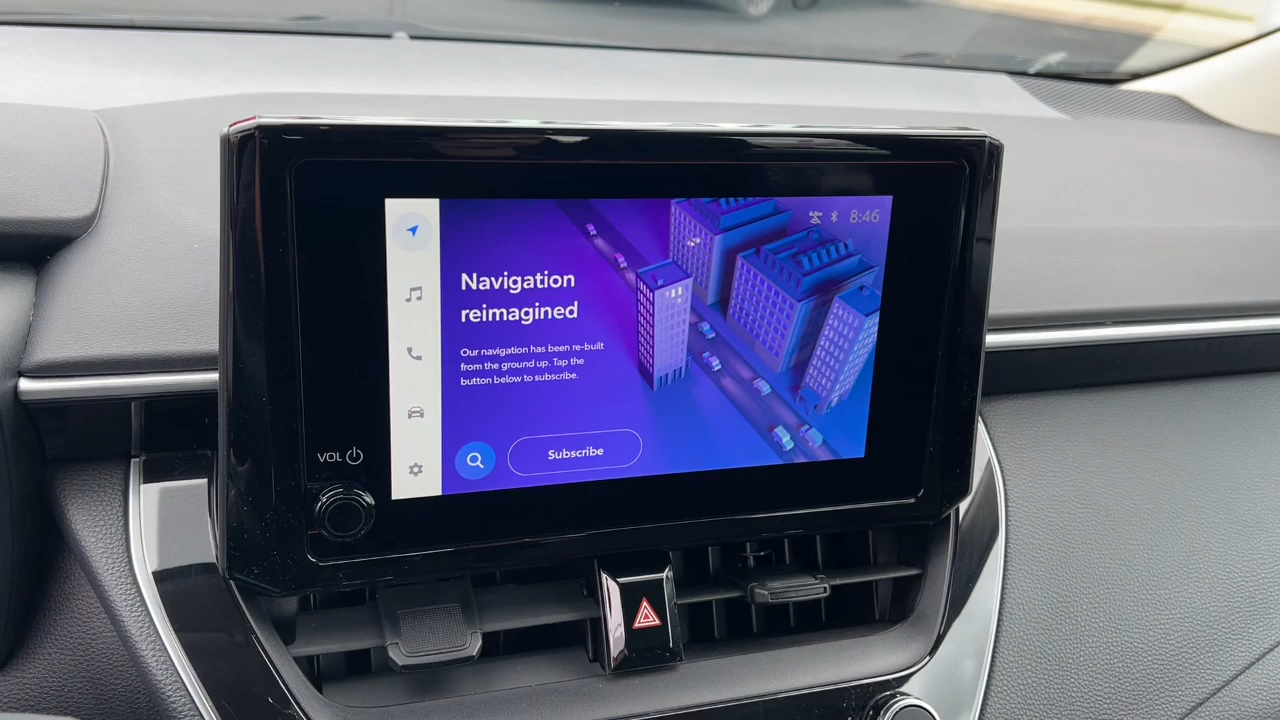 8:46
Navigation
reimagined
Our navigation has been re-built
from the ground up. Tap the
button below to subscribe.
Subscribe
VOL